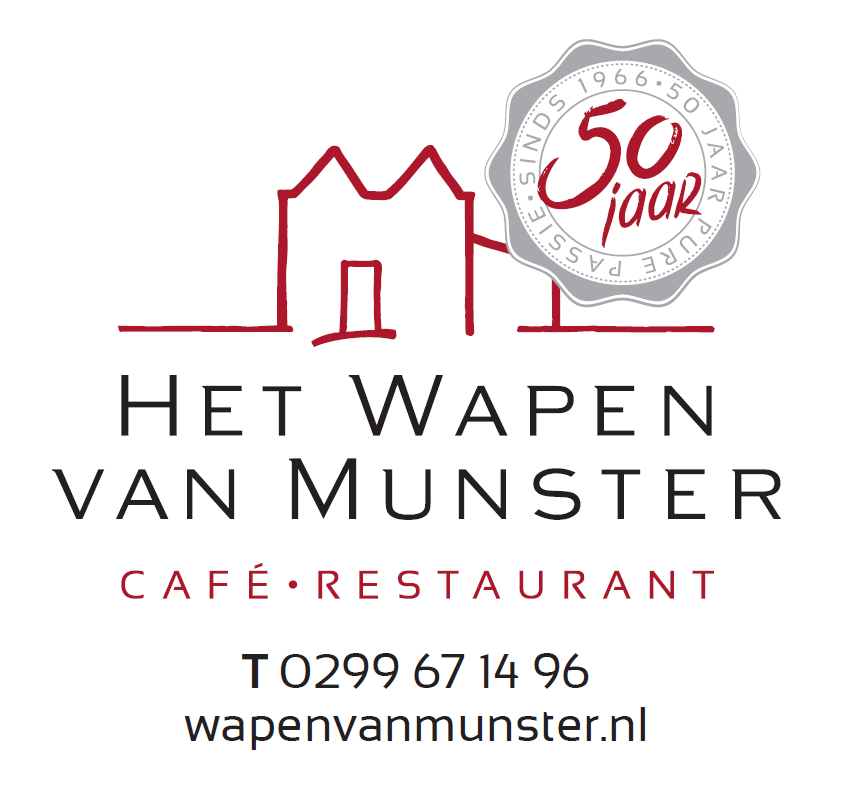 SINDS 1966 • 50 JAAR PURE PASSIE •
50
jaar
HET WAPEN
VAN MUNSTER
CAFÉ • RESTAURANT
T 0299 67 14 96
wapenvanmunster.nl